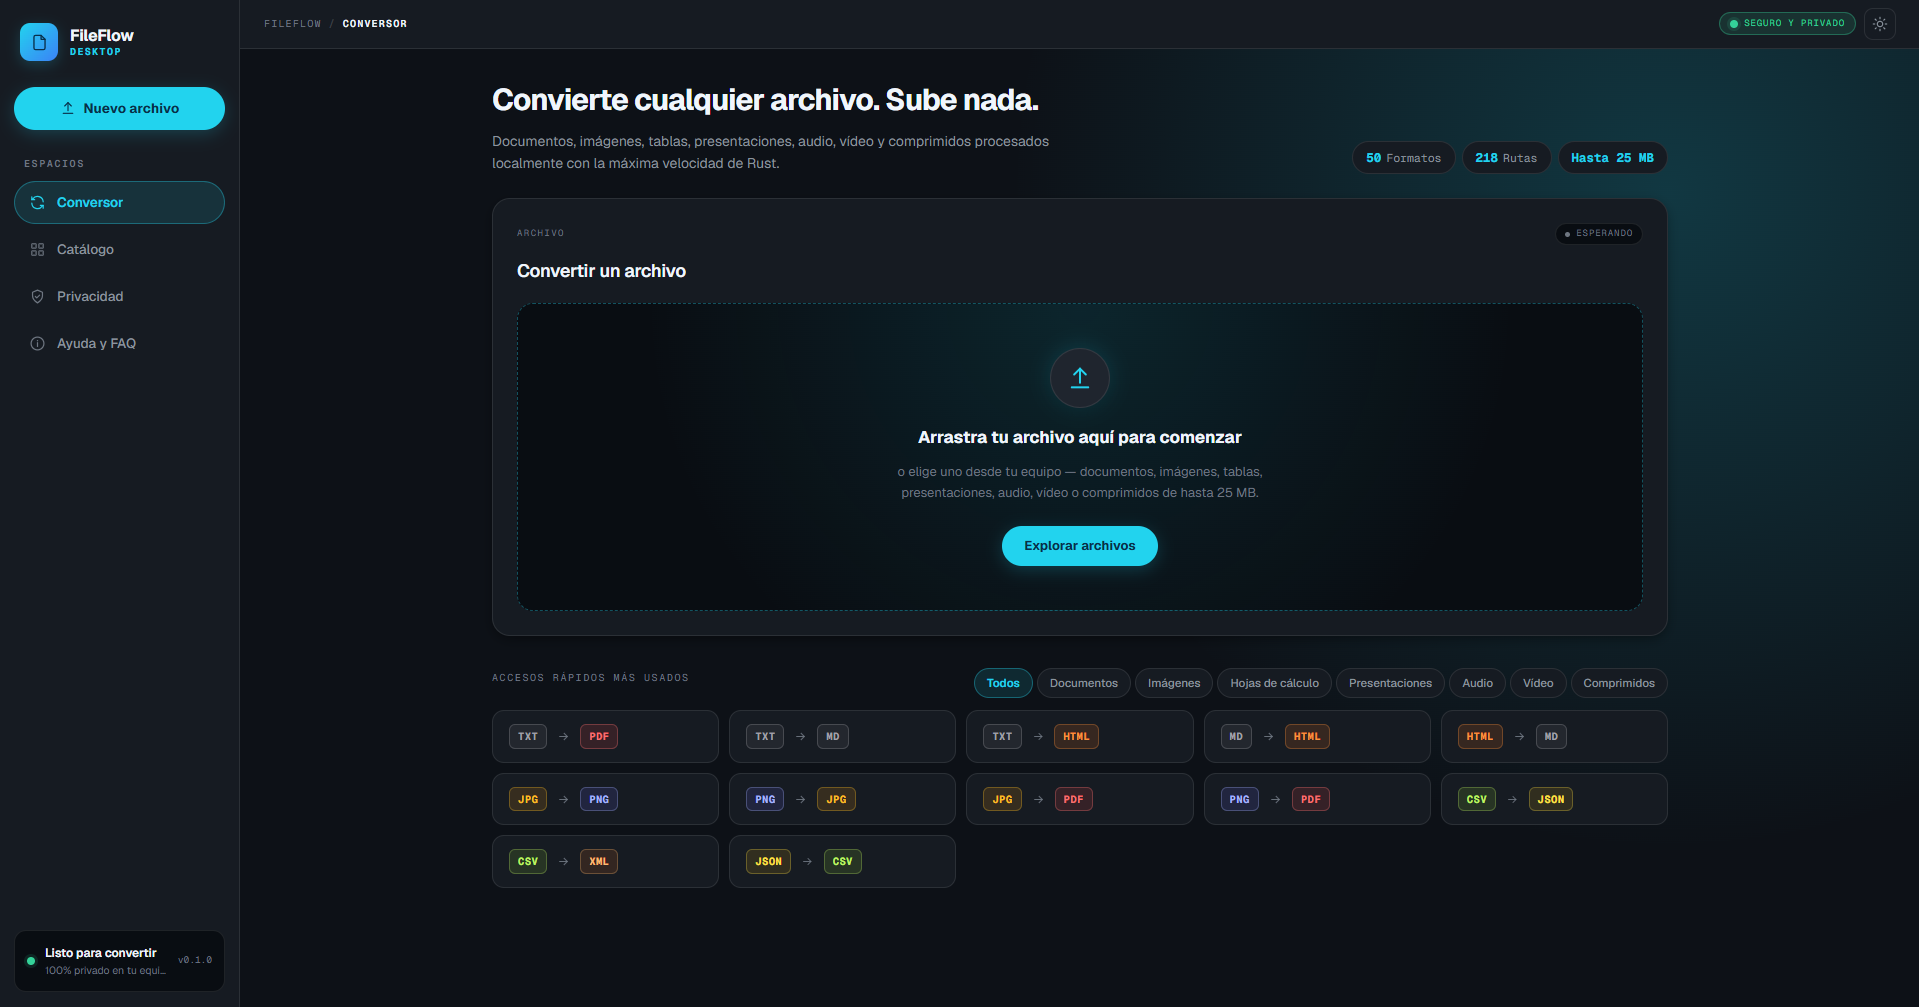 FileFlow
DESKTOP
Nuevo archivo
ESPACIOS
Conversor
Catálogo
Privacidad
Ayuda y FAQ
Listo para convertir
100% privado en tu equi...
v0.1.0
FILEFLOW / CONVERSOR
SEGURO Y PRIVADO
Convierte cualquier archivo. Sube nada.
Documentos, imágenes, tablas, presentaciones, audio, vídeo y comprimidos procesados
localmente con la máxima velocidad de Rust.
50 Formatos
218 Rutas
Hasta 25 MB
ARCHIVO
ESPERANDO
Convertir un archivo
Arrastra tu archivo aquí para comenzar
o elige uno desde tu equipo — documentos, imágenes, tablas,
presentaciones, audio, vídeo o comprimidos de hasta 25 MB.
Explorar archivos
ACCESOS RÁPIDOS MÁS USADOS
Todos
Documentos
Imágenes
Hojas de cálculo
Presentaciones
Audio
Vídeo
Comprimidos
TXT → PDF
TXT → MD
TXT → HTML
MD → HTML
HTML → MD
JPG → PNG
PNG → JPG
JPG → PDF
PNG → PDF
CSV → JSON
CSV → XML
JSON → CSV